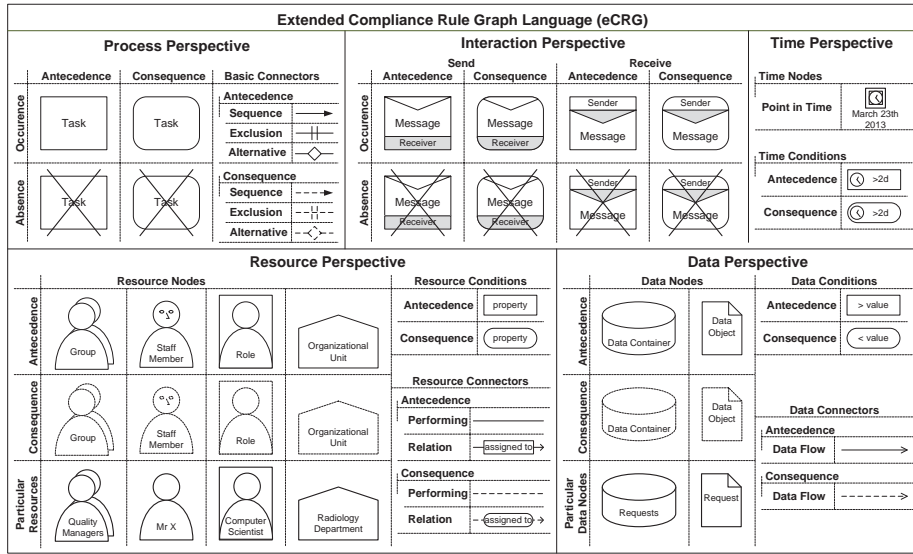 Extended Compliance Rule Graph Language (eCRG)
Process Perspective
Antecedence
Consequence
Basic Connectors
Occurence
Task
Task
Antecedence
Sequence
Exclusion
Alternative
Absence
Task
Task
Consequence
Sequence
Exclusion
Alternative
Interaction Perspective
Send
Receive
Antecedence
Consequence
Antecedence
Consequence
Occurence
Message
Receiver
Message
Receiver
Sender
Message
Sender
Message
Absence
Message
Receiver
Message
Receiver
Sender
Message
Sender
Message
Time Perspective
Time Nodes
Point in Time
March 23th
2013
Time Conditions
Antecedence
>2d
Consequence
>2d
Resource Perspective
Resource Nodes
Antecedence
Group
Staff
Member
Role
Organizational
Unit
Consequence
Group
Staff
Member
Role
Organizational
Unit
Particular
Resources
Quality
Managers
Mr X
Computer
Scientist
Radiology
Department
Resource Conditions
Antecedence
property
Consequence
property
Resource Connectors
Antecedence
Performing
Relation
assigned to
Consequence
Performing
Relation
assigned to
Data Perspective
Data Nodes
Antecedence
Data Container
Data
Object
Consequence
Data Container
Data
Object
Particular
Data Nodes
Requests
Request
Data Conditions
Antecedence
> value
Consequence
< value
Data Connectors
Antecedence
Data Flow
Consequence
Data Flow